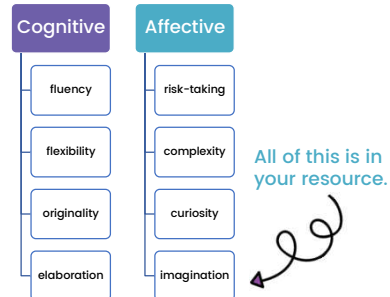 Cognitive
fluency
flexibility
originality
elaboration
Affective
risk-taking
complexity
curiosity
imagination
All of this is in
your resource.